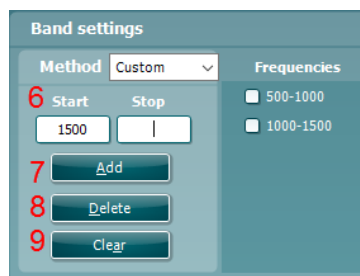 Band settings
Method Custom
Frequencies
6 Start Stop
500-1000
1500
1000-1500
7 Add
8 Delete
9 Clear